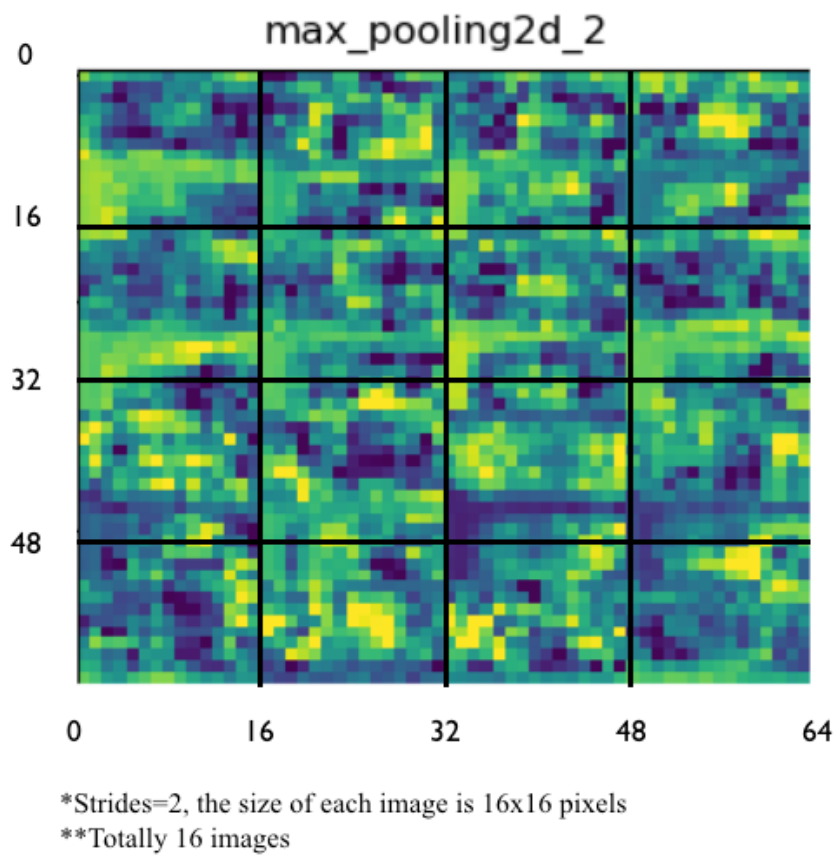 max_pooling2d_2
0
16
32
48
0 16 32 48 64
*Strides=2, the size of each image is 16x16 pixels
**Totally 16 images